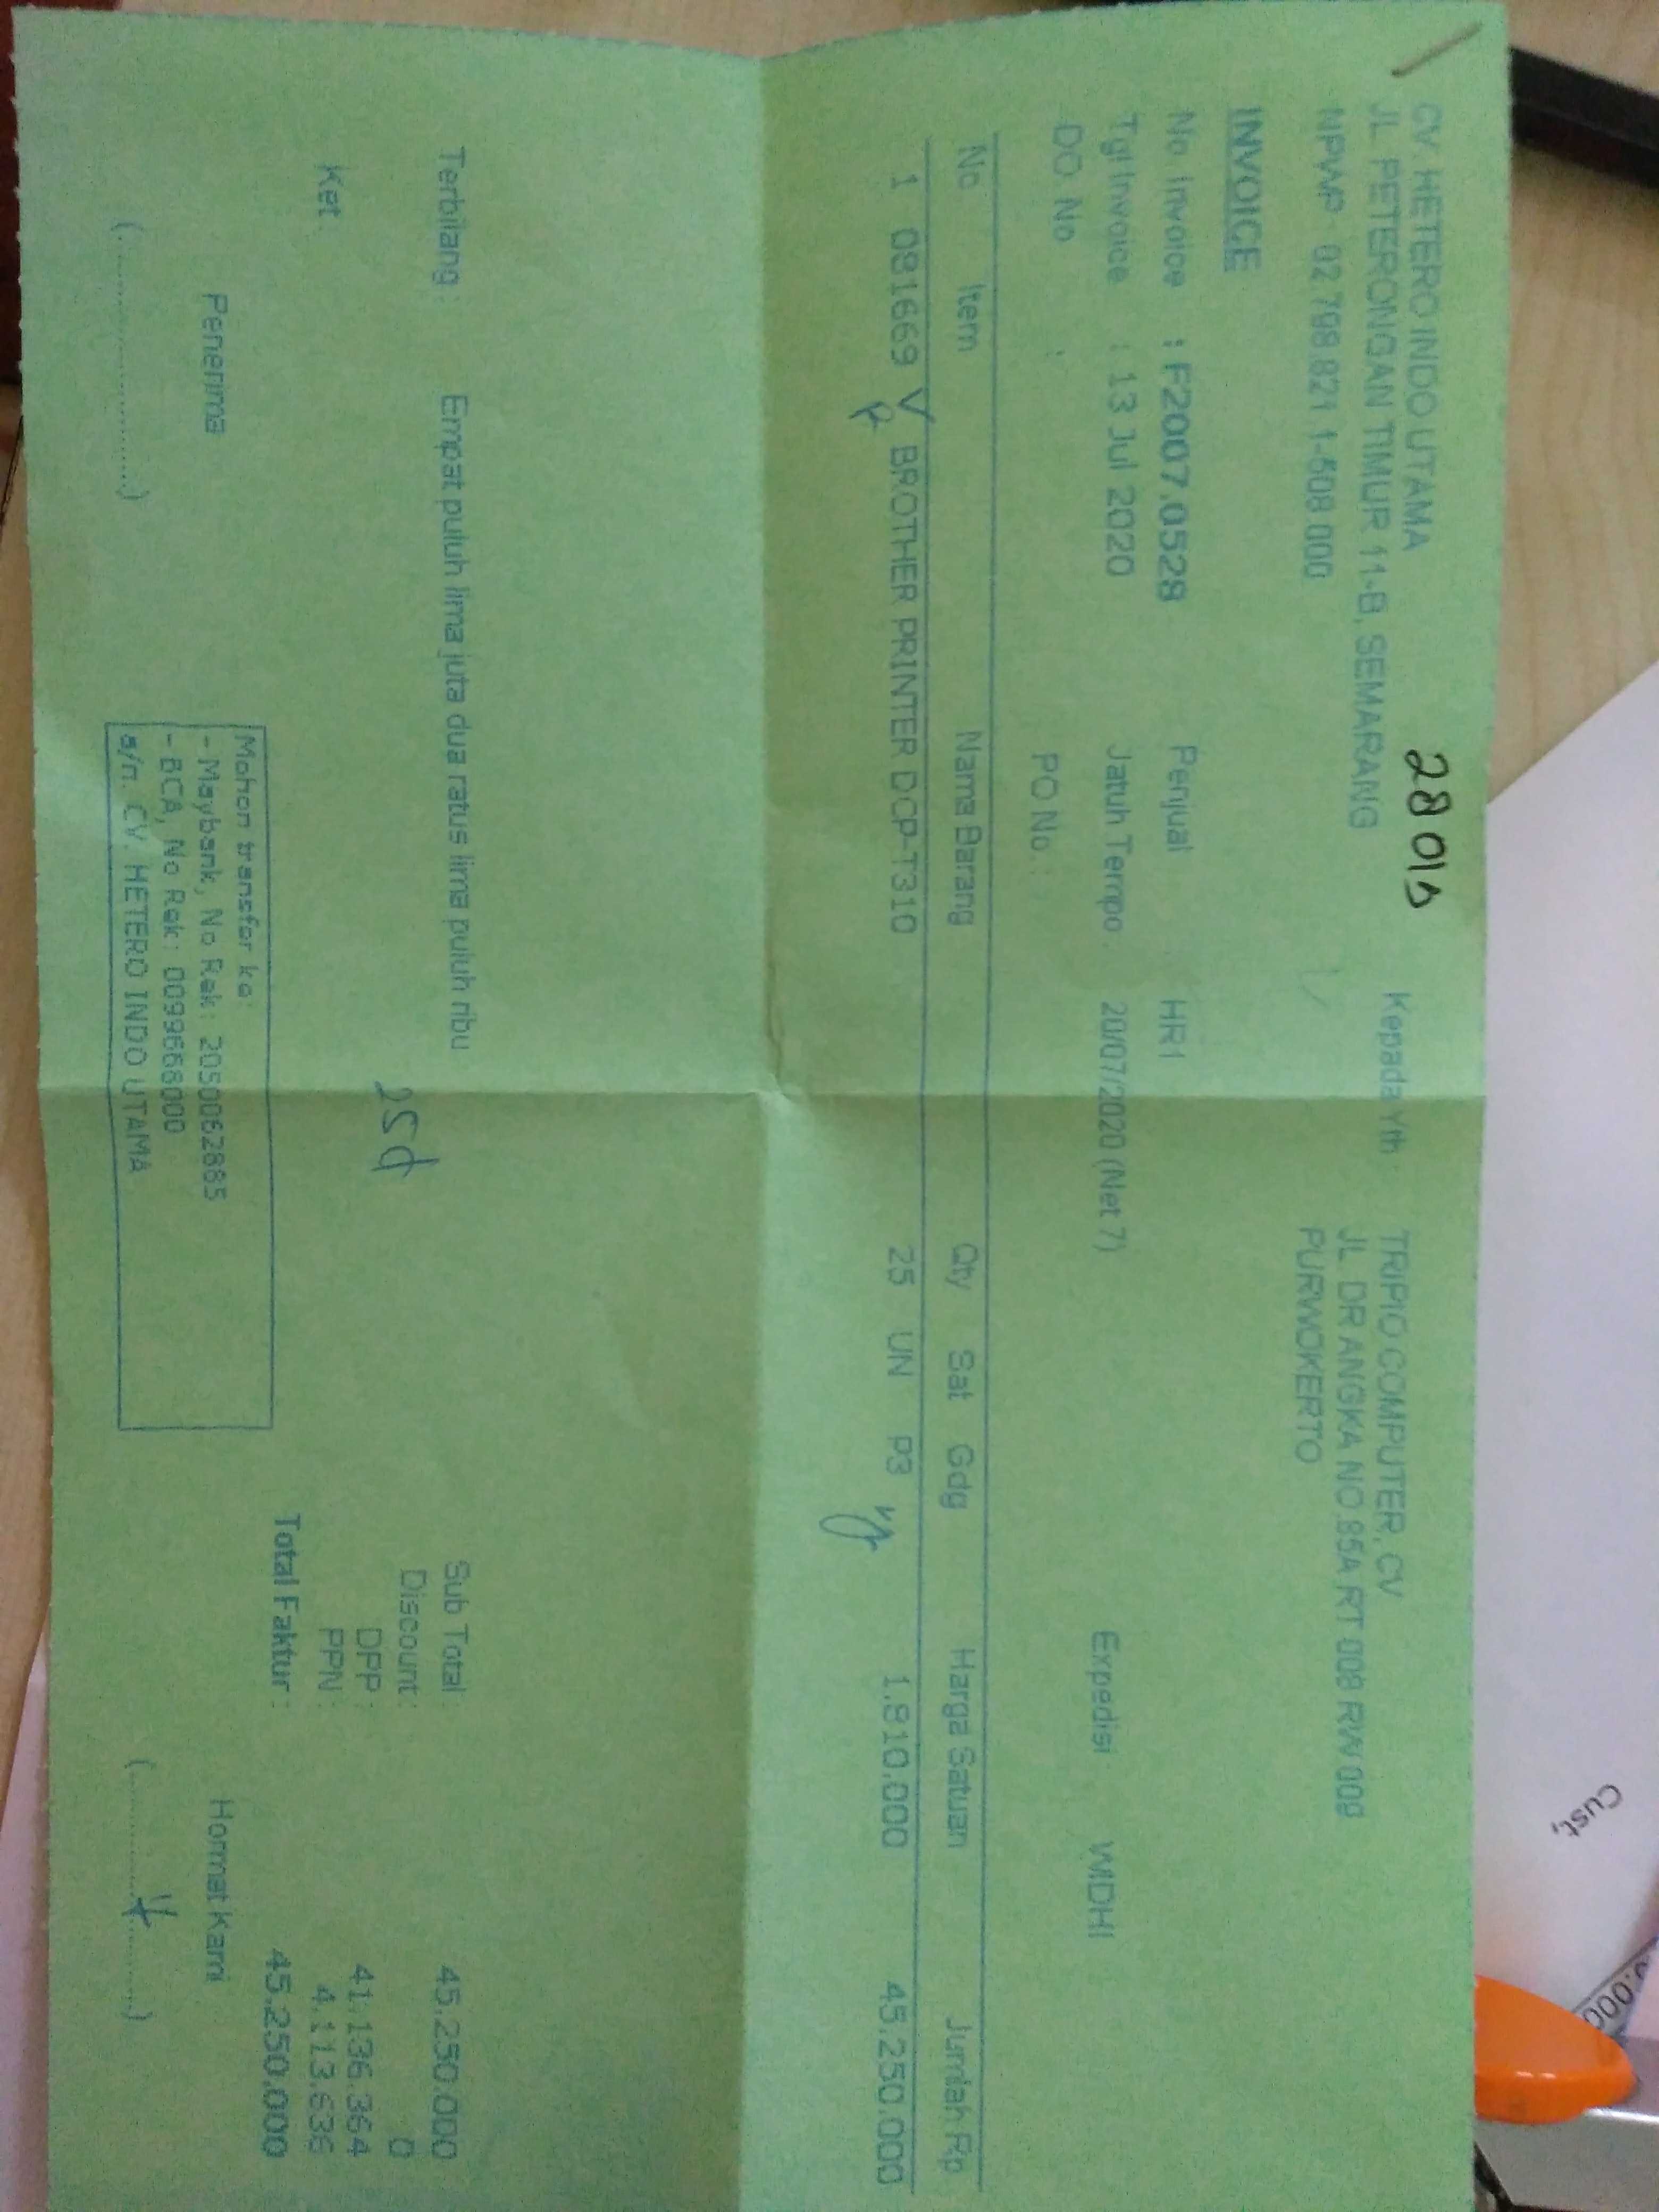 CV. HETERO INDO UTAMA
JL. PETERONGAN TIMUR 11-B, SEMARANG
NPWP 02 798 821 1-508 000
28015
Kepada Yth :
TRIPIO COMPUTER, CV
JL. DR ANGKA NO.85A RT 008 RW 009
PURWOKERTO
INVOICE
No Invoice : F2007.0528
Penjual HR1
Tgl Invoice : 13 Jul 2020
Jatuh Tempo : 20/07/2020 (Net 7)
Expedisi : WIDHI
DO. No :
PO No. :
No Item Nama Barang Qty Sat Gdg Harga Satuan Jumlah Rp
1 081669 BROTHER PRINTER DCP-T310 25 UN P3 1.810.000 45.250.000
Terbilang : Empat puluh lima juta dua ratus lima puluh ribu
Sub Total : 45.250.000
Discount : 0
DPP : 41.136.364
PPN : 4.113.636
Total Faktur : 45.250.000
Ket.
Mohon transfer ke:
- Maybank, No Rek: 2050062885
- BCA, No Rek: 0099666000
a/n. CV. HETERO INDO UTAMA
Penerima
Hormat Kami
(....................)
(....................)
Cust,